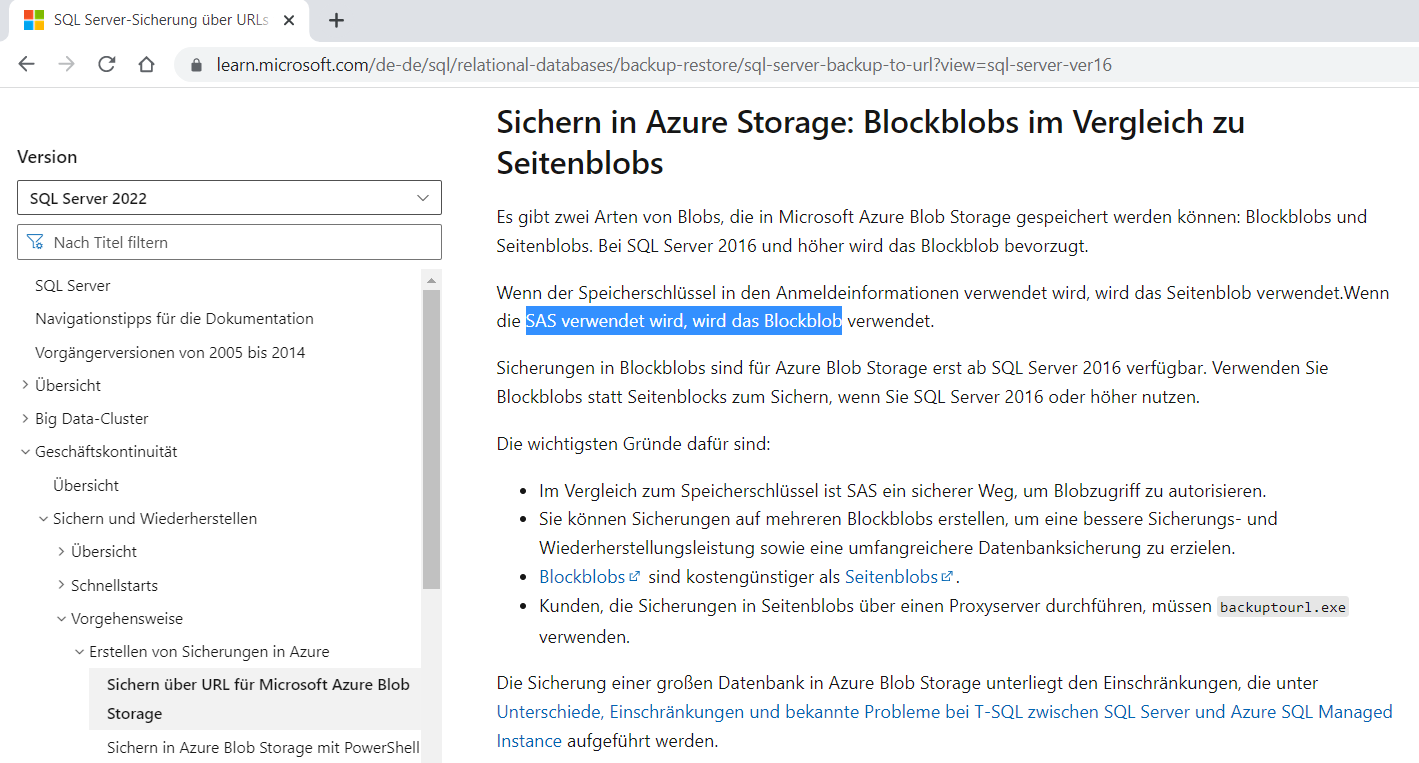 SQL Server-Sicherung über URLs
learn.microsoft.com/de-de/sql/relational-databases/backup-restore/sql-server-backup-to-url?view=sql-server-ver16
Version
SQL Server 2022
Nach Titel filtern
SQL Server
Navigationstipps für die Dokumentation
Vorgängerversionen von 2005 bis 2014
Übersicht
Big Data-Cluster
Geschäftskontinuität
Übersicht
Sichern und Wiederherstellen
Übersicht
Schnellstarts
Vorgehensweise
Erstellen von Sicherungen in Azure
Sichern über URL für Microsoft Azure Blob
Storage
Sichern in Azure Blob Storage mit PowerShell
Sichern in Azure Storage: Blockblobs im Vergleich zu
Seitenblobs
Es gibt zwei Arten von Blobs, die in Microsoft Azure Blob Storage gespeichert werden können: Blockblobs und
Seitenblobs. Bei SQL Server 2016 und höher wird das Blockblob bevorzugt.
Wenn der Speicherschlüssel in den Anmeldeinformationen verwendet wird, wird das Seitenblob verwendet.Wenn
die SAS verwendet wird, wird das Blockblob verwendet.
Sicherungen in Blockblobs sind für Azure Blob Storage erst ab SQL Server 2016 verfügbar. Verwenden Sie
Blockblobs statt Seitenblocks zum Sichern, wenn Sie SQL Server 2016 oder höher nutzen.
Die wichtigsten Gründe dafür sind:
• Im Vergleich zum Speicherschlüssel ist SAS ein sicherer Weg, um Blobzugriff zu autorisieren.
• Sie können Sicherungen auf mehreren Blockblobs erstellen, um eine bessere Sicherungs- und
Wiederherstellungsleistung sowie eine umfangreichere Datenbanksicherung zu erzielen.
• Blockblobs sind kostengünstiger als Seitenblobs.
• Kunden, die Sicherungen in Seitenblobs über einen Proxyserver durchführen, müssen backuptourl.exe
verwenden.
Die Sicherung einer großen Datenbank in Azure Blob Storage unterliegt den Einschränkungen, die unter
Unterschiede, Einschränkungen und bekannte Probleme bei T-SQL zwischen SQL Server und Azure SQL Managed
Instance aufgeführt werden.